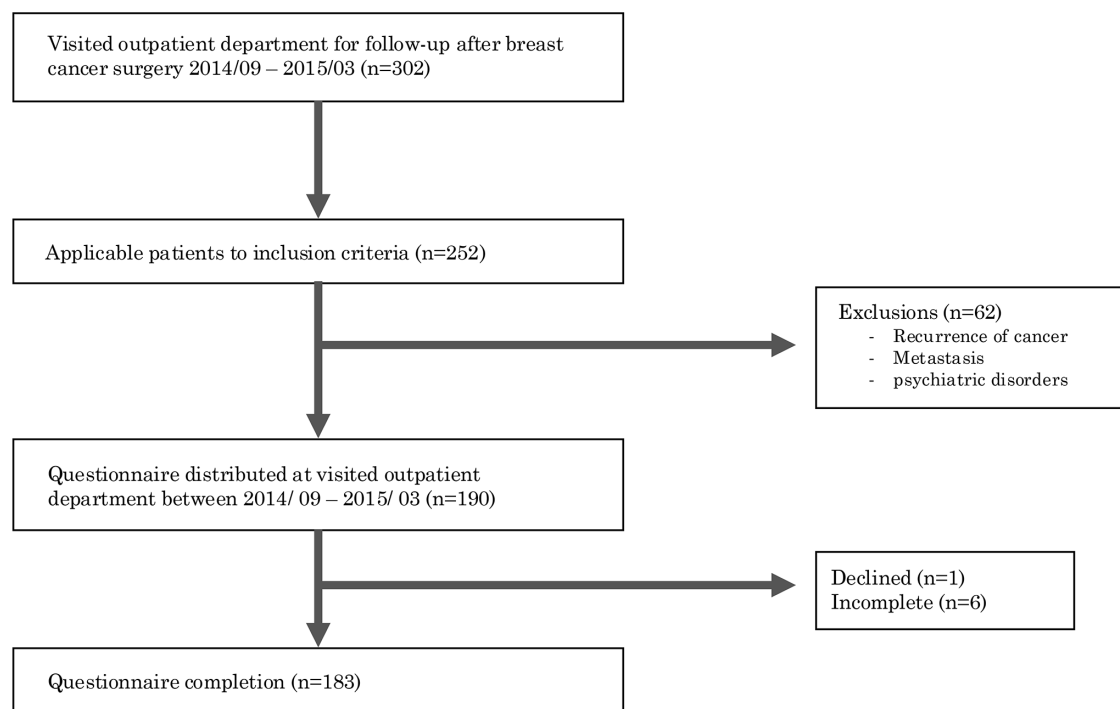 Visited outpatient department for follow-up after breast
cancer surgery 2014/09 – 2015/03 (n=302)
Applicable patients to inclusion criteria (n=252)
Exclusions (n=62)
- Recurrence of cancer
- Metastasis
- psychiatric disorders
Questionnaire distributed at visited outpatient
department between 2014/ 09 – 2015/ 03 (n=190)
Declined (n=1)
Incomplete (n=6)
Questionnaire completion (n=183)